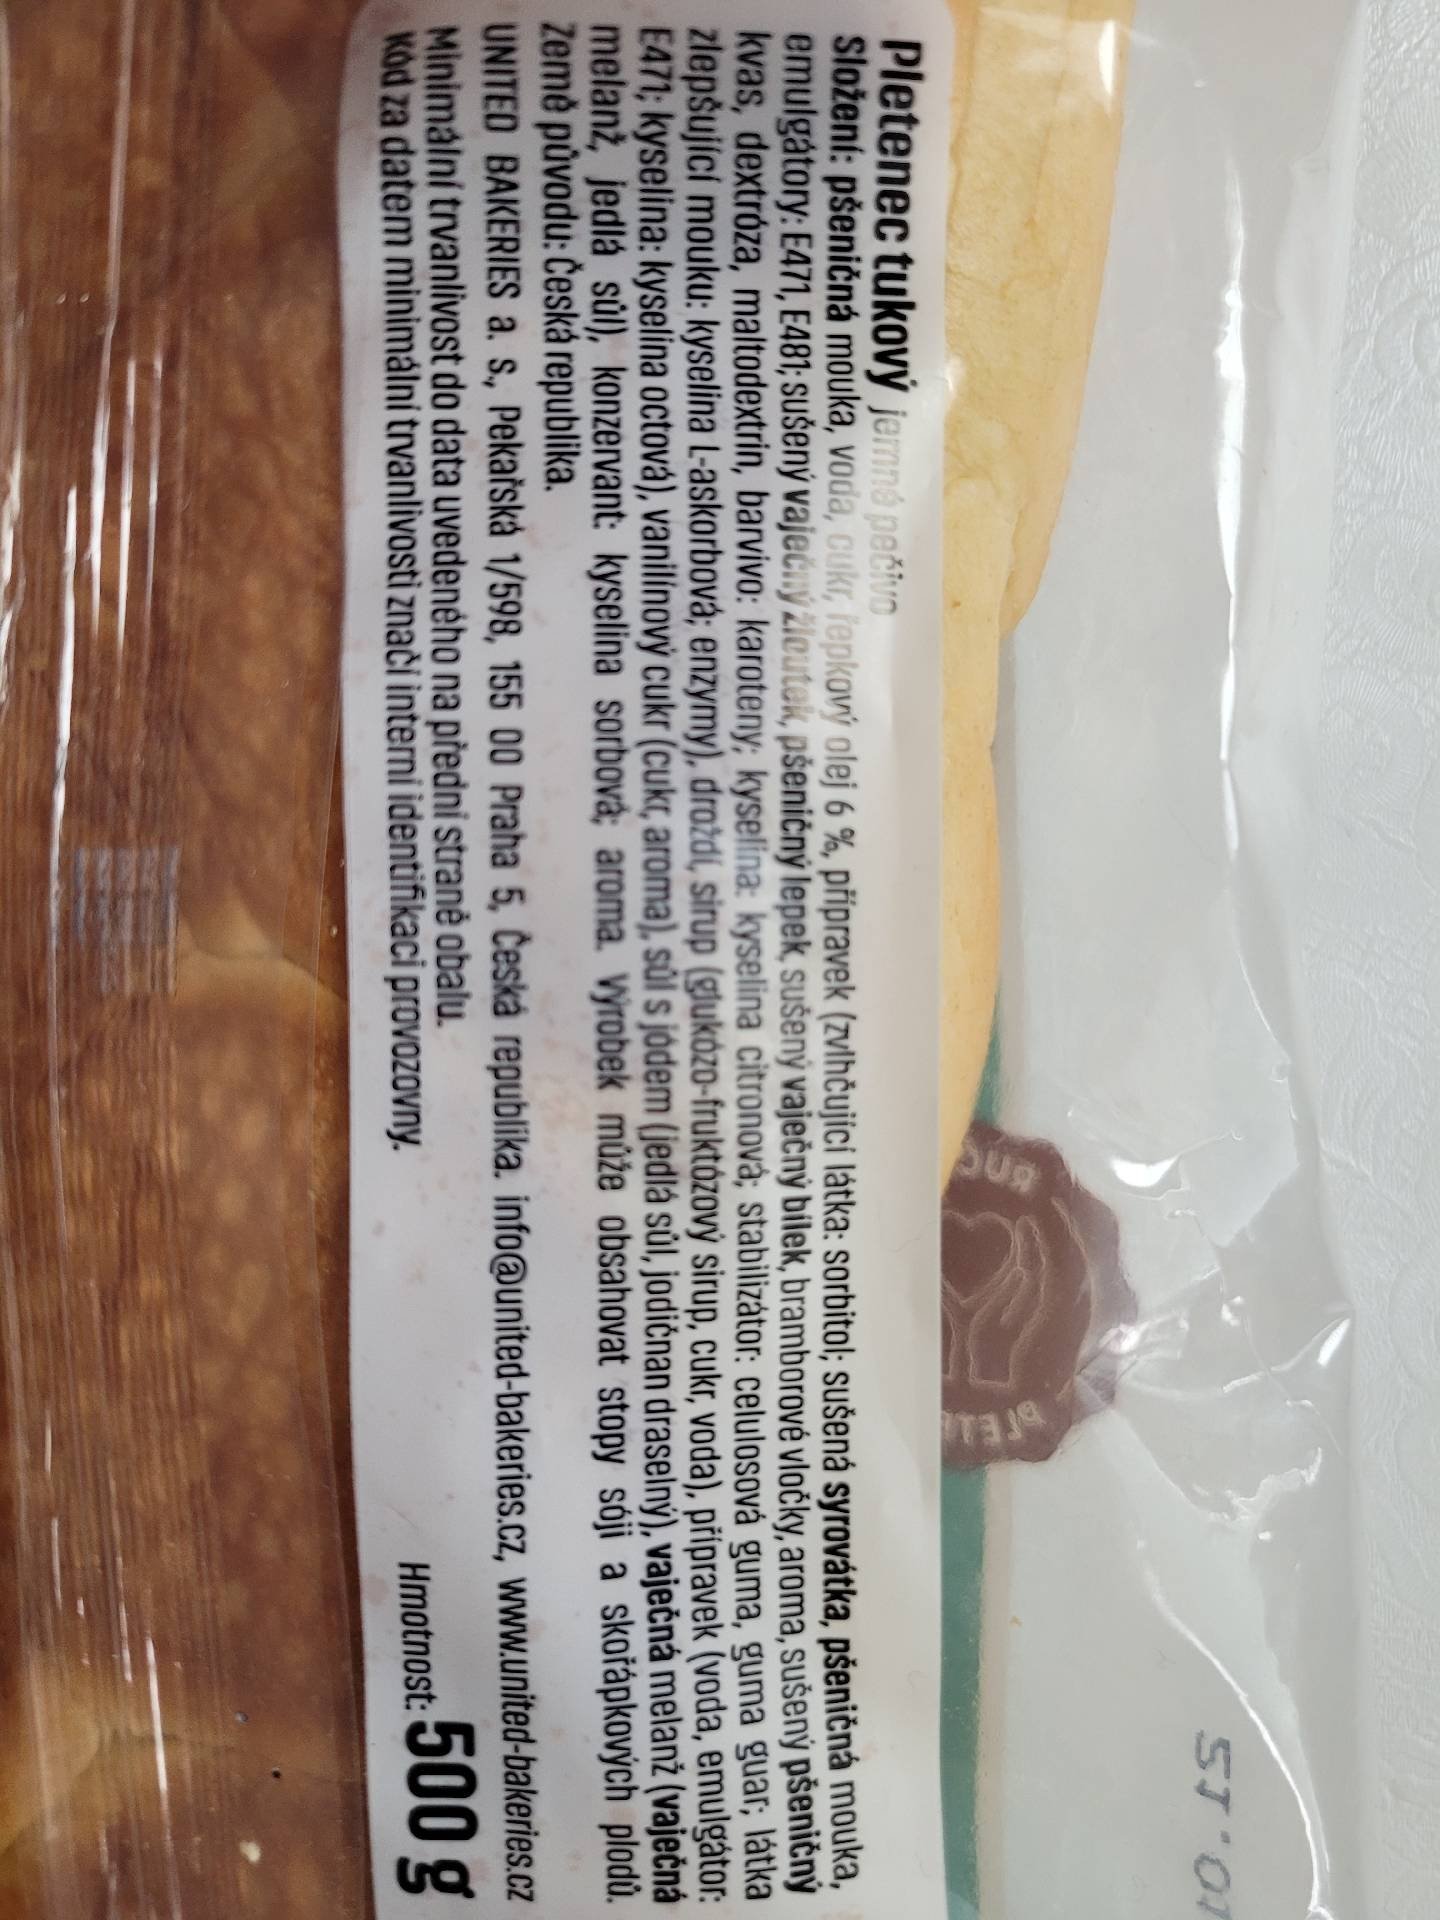 Pletenec tukový jemné pečivo
Složení: pšeničná mouka, voda, cukr, řepkový olej 6 %, přípravek (zvlhčující látka: sorbitol; sušená syrovátka, pšeničná mouka,
emulgátory: E471, E481; sušený vaječný žloutek, pšeničný lepek, sušený vaječný bílek, bramborové vločky, aroma, sušený pšeničný
kvas, dextróza, maltodextrin, barvivo: karoteny; kyselina: kyselina citronová; stabilizátor: celulosová guma, guma guar; látka
zlepšující mouku: kyselina L-askorbová; enzymy), droždí, sirup (glukózo-fruktózový sirup, cukr, voda), přípravek (voda, emulgátor:
E471; kyselina: kyselina octová), vanilínový cukr (cukr, aroma), sůl s jódem (jedlá sůl, jodičnan draselný), vaječná melanž (vaječná
melanž, jedlá sůl), konzervant: kyselina sorbová; aroma. Výrobek může obsahovat stopy sóji a skořápkových plodů.
Země původu: Česká republika.
UNITED BAKERIES a. s., Pekařská 1/598, 155 00 Praha 5, Česká republika. info@united-bakeries.cz, www.united-bakeries.cz
Minimální trvanlivost do data uvedeného na přední straně obalu.
Kód za datem minimální trvanlivosti značí interní identifikaci provozovny.
Hmotnost: 500 g